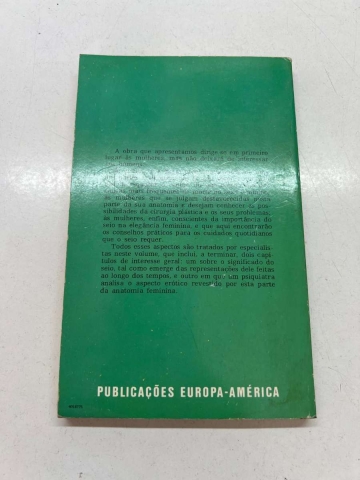 A obra que apresentamos dirige-se em primeiro
lugar às mulheres, mas não deixará de interessar
as mulheres que se julgam desfavorecidas nesta
parte da sua anatomia e desejam conhecer as pos-
sibilidades da cirurgia plástica e os seus problemas;
as mulheres, enfim, conscientes da importância do
seio na elegância feminina, e que aqui encontrarão
os conselhos práticos para os cuidados quotidianos
que o seio requer.
Todos esses aspectos são tratados por especialis-
tas neste volume, que inclui, a terminar, dois capí-
tulos de interesse geral: um sobre o significado do
seio, tal como emerge das representações dele feitas
ao longo dos tempos, e outro em que um psiquiatra
analisa o aspecto erótico revestido por esta parte
da anatomia feminina.
PUBLICAÇÕES EUROPA-AMÉRICA